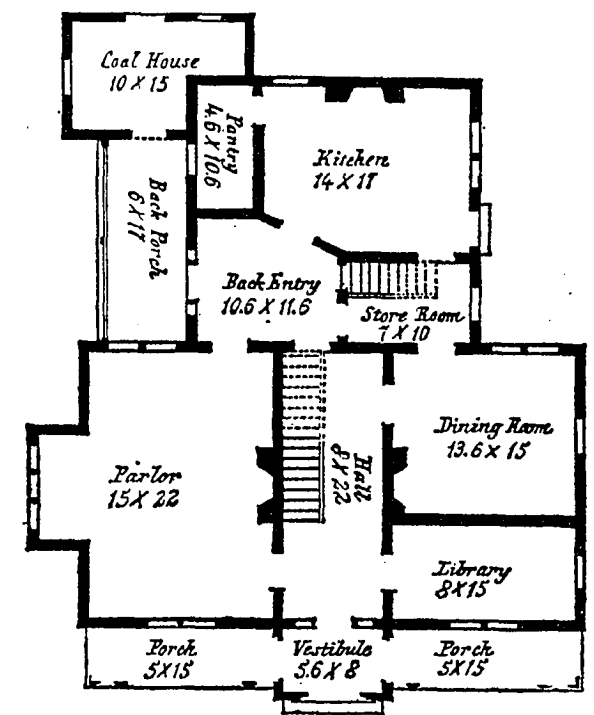 Coal House
10 X 15
Pantry
4.6 X 10.6
Kitchen
14 X 17
Back Porch
6 X 17
Back Entry
10.6 X 11.6
Store Room
7 X 10
Parlor
15 X 22
Hall
8 X 22
Dining Room
13.6 X 15
Library
8 X 15
Porch
5 X 15
Vestibule
5.6 X 8
Porch
5 X 15